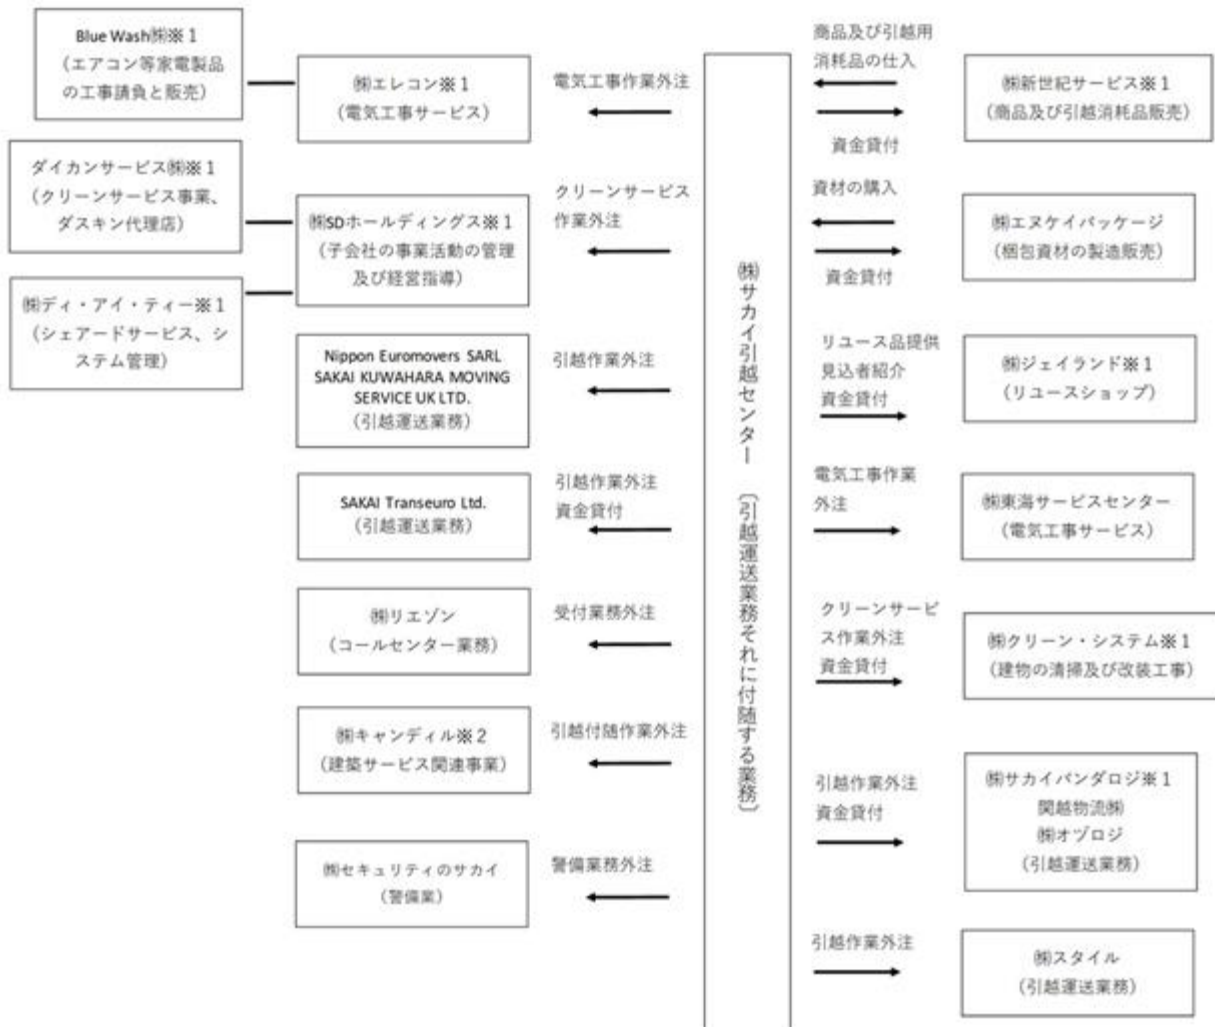 Blue Wash㈱※1
（エアコン等家電製品
の工事請負と販売）
ダイカンサービス㈱※1
（クリーンサービス事業、
ダスキン代理店）
㈱ディ・アイ・ティー※1
（シェアードサービス、シ
ステム管理）
㈱エレコン※1
（電気工事サービス）
㈱SDホールディングス※1
（子会社の事業活動の管理
及び経営指導）
Nippon Euromovers SARL
SAKAI KUWAHARA MOVING
SERVICE UK LTD.
（引越運送業務）
SAKAI Transeuro Ltd.
（引越運送業務）
㈱リエゾン
（コールセンター業務）
㈱キャンディル※2
（建築サービス関連事業）
㈱セキュリティのサカイ
（警備業）
電気工事作業外注
クリーンサービス
作業外注
引越作業外注
引越作業外注
資金貸付
受付業務外注
引越付随作業外注
警備業務外注
㈱サカイ引越センター 〔引越運送業務それに付随する業務〕
商品及び引越用
消耗品の仕入
資金貸付
資材の購入
資金貸付
リユース品提供
見込者紹介
資金貸付
電気工事作業
外注
クリーンサービ
ス作業外注
資金貸付
引越作業外注
資金貸付
引越作業外注
㈱新世紀サービス※1
（商品及び引越消耗品販売）
㈱エヌケイパッケージ
（梱包資材の製造販売）
㈱ジェイランド※1
（リユースショップ）
㈱東海サービスセンター
（電気工事サービス）
㈱クリーン・システム※1
（建物の清掃及び改装工事）
㈱サカイパンダロジ※1
関越物流㈱
㈱オヅロジ
（引越運送業務）
㈱スタイル
（引越運送業務）